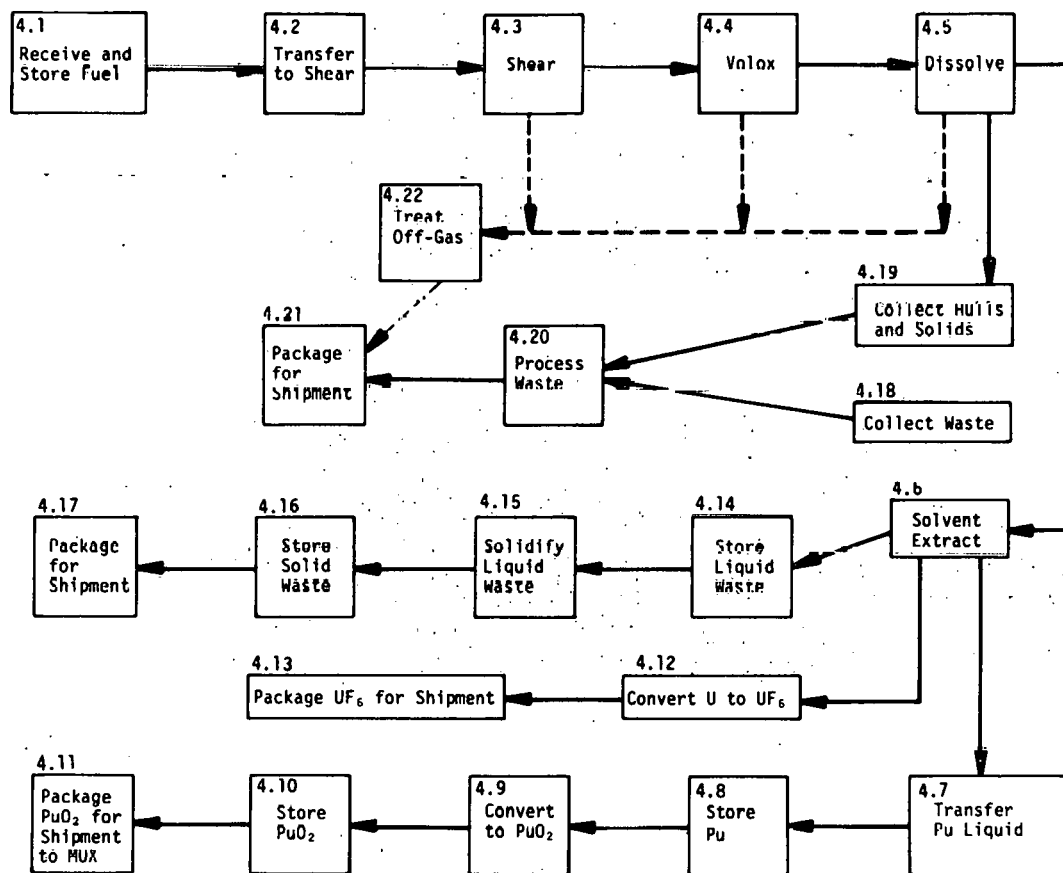 4.1
Receive and
Store Fuel
4.2
Transfer
to Shear
4.3
Shear
4.4
Volox
4.5
Dissolve
4.22
Treat
Off-Gas
4.19
Collect Hulls
and Solids
4.21
Package
for
Shipment
4.20
Process
Waste
4.18
Collect Waste
4.17
Package
for
Shipment
4.16
Store
Solid
Waste
4.15
Solidify
Liquid
Waste
4.14
Store
Liquid
Waste
4.6
Solvent
Extract
4.13
Package UF₆ for Shipment
4.12
Convert U to UF₆
4.11
Package
PuO₂ for
Shipment
to MUX
4.10
Store
PuO₂
4.9
Convert
to PuO₂
4.8
Store
Pu
4.7
Transfer
Pu Liquid